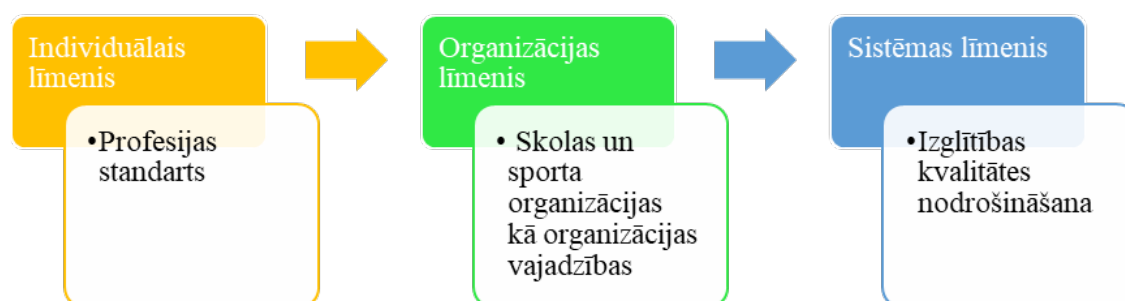 Individuālais
līmenis
•Profesijas
standarts
Organizācijas
līmenis
• Skolas un
sporta
organizācijas
kā organizācijas
vajadzības
Sistēmas līmenis
•Izglītības
kvalitātes
nodrošināšana